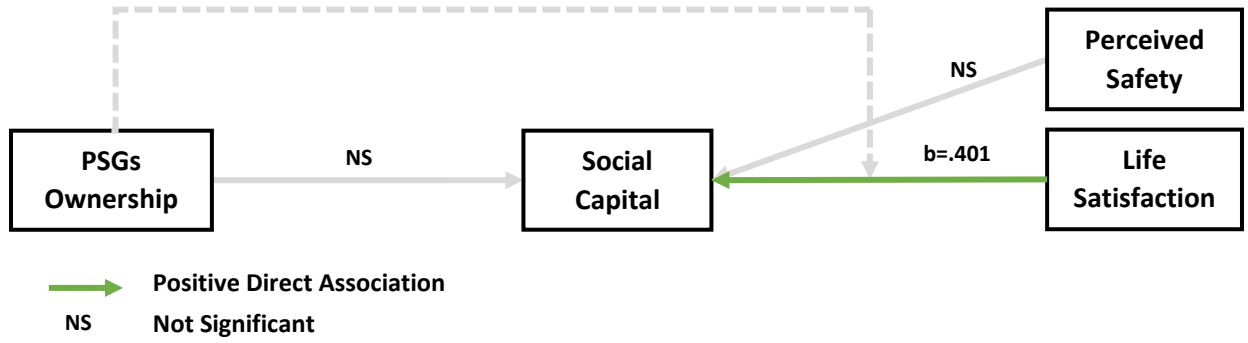 Perceived
Safety
NS
PSGs
Ownership
NS
Social
Capital
b=.401
Life
Satisfaction
Positive Direct Association
NS Not Significant